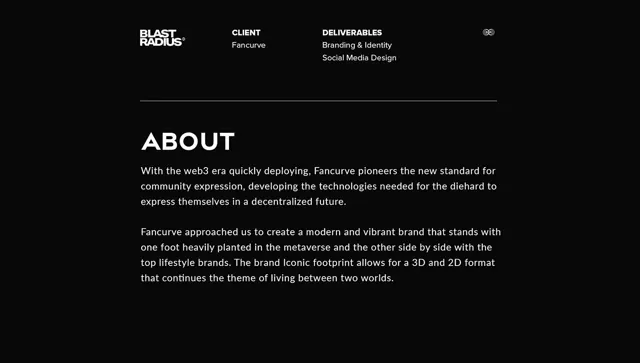 BLAST
RADIUS®
CLIENT
Fancurve
DELIVERABLES
Branding & Identity
Social Media Design
ABOUT
With the web3 era quickly deploying, Fancurve pioneers the new standard for
community expression, developing the technologies needed for the diehard to
express themselves in a decentralized future.
Fancurve approached us to create a modern and vibrant brand that stands with
one foot heavily planted in the metaverse and the other side by side with the
top lifestyle brands. The brand Iconic footprint allows for a 3D and 2D format
that continues the theme of living between two worlds.